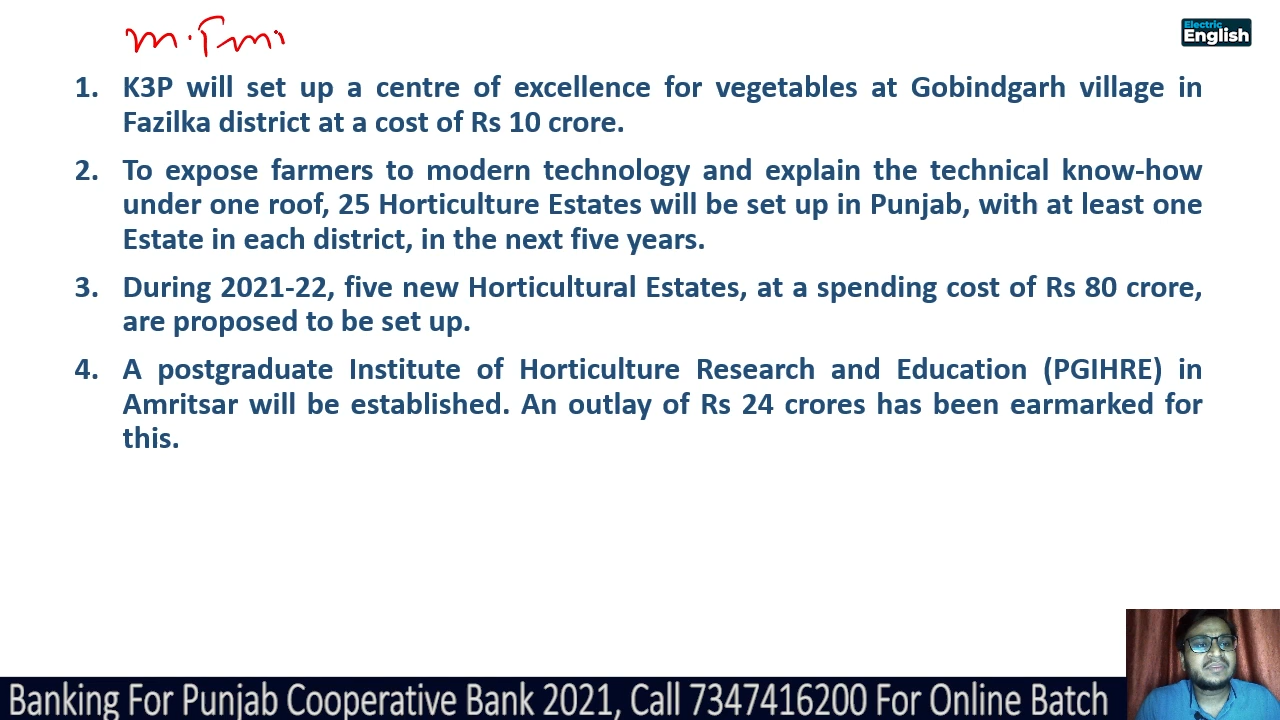 Electric
English
1. K3P will set up a centre of excellence for vegetables at Gobindgarh village in
Fazilka district at a cost of Rs 10 crore.
2. To expose farmers to modern technology and explain the technical know-how
under one roof, 25 Horticulture Estates will be set up in Punjab, with at least one
Estate in each district, in the next five years.
3. During 2021-22, five new Horticultural Estates, at a spending cost of Rs 80 crore,
are proposed to be set up.
4. A postgraduate Institute of Horticulture Research and Education (PGIHRE) in
Amritsar will be established. An outlay of Rs 24 crores has been earmarked for
this.
Banking For Punjab Cooperative Bank 2021, Call 7347416200 For Online Batch